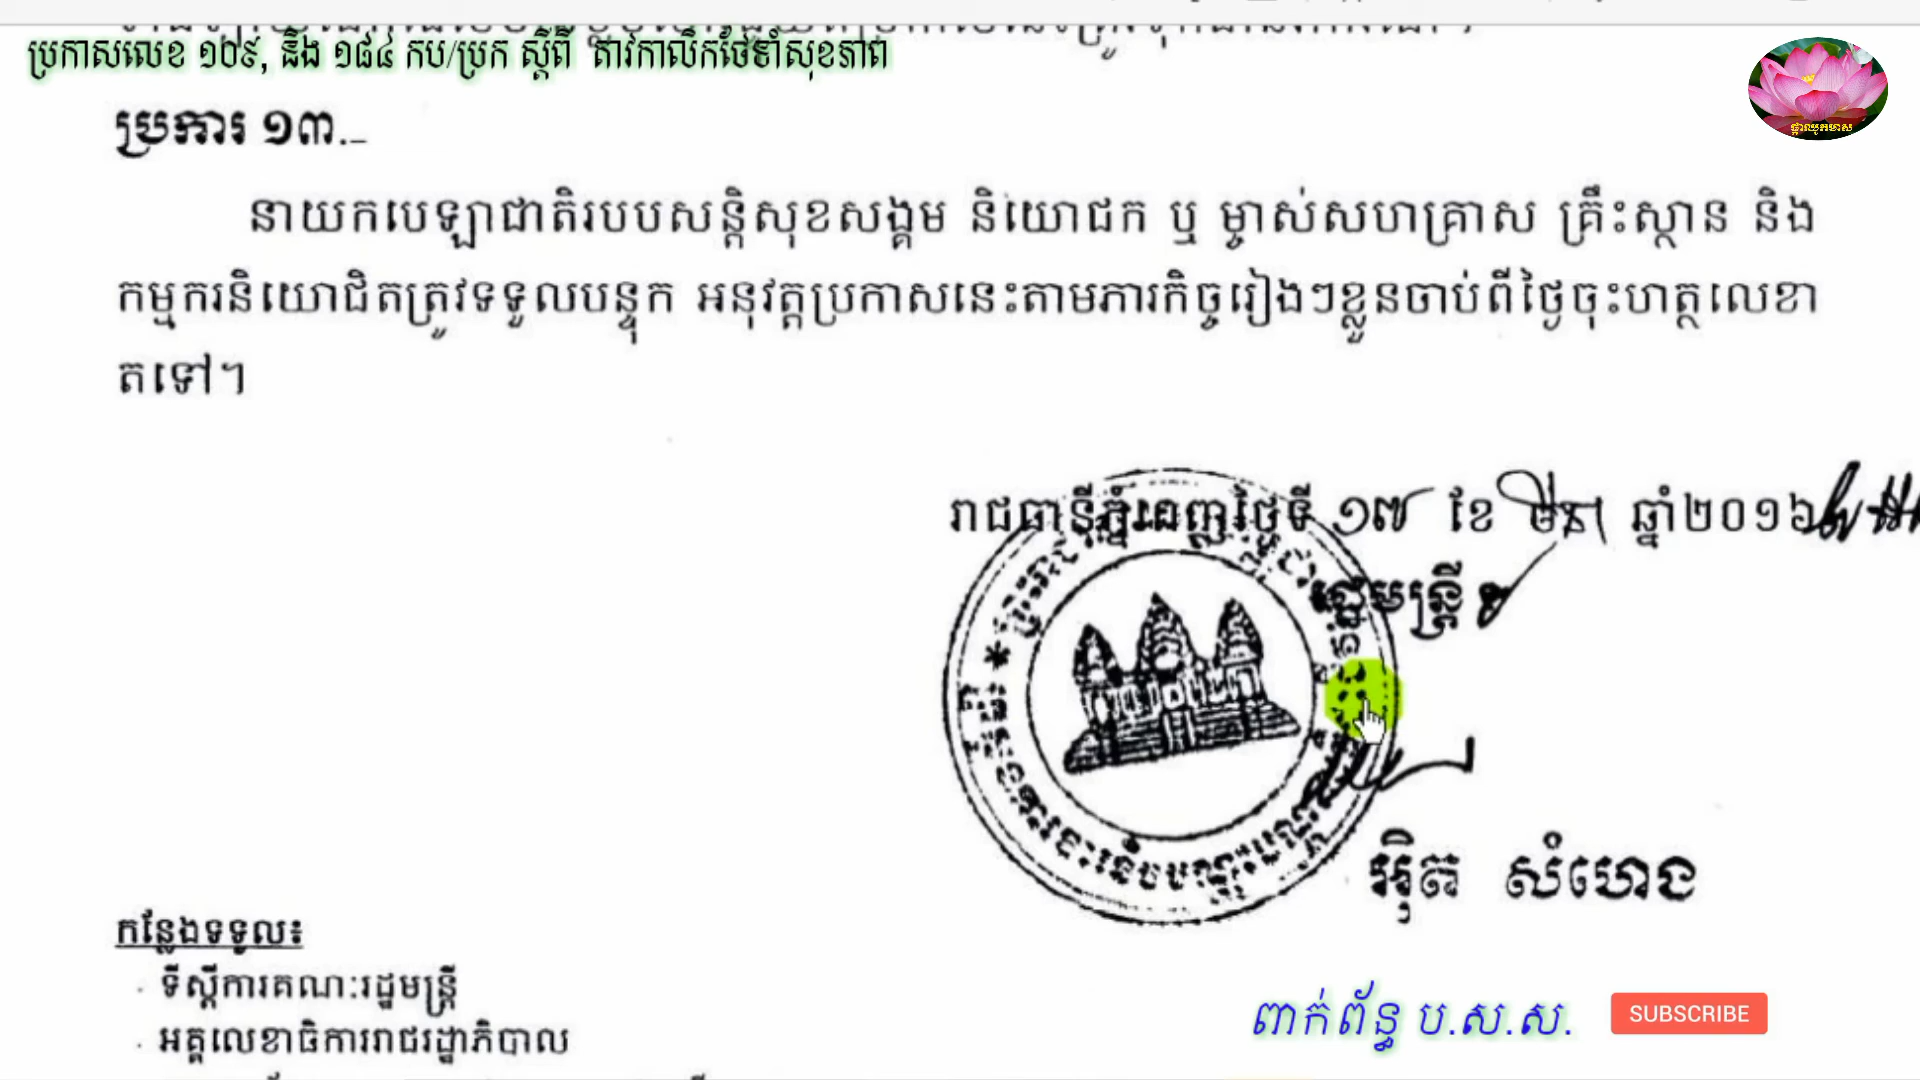 ប្រកាសលេខ ១០៩, និង ១៨៤ កប/ប្រក ស្តីពី តាវកាលិកថែទាំសុខភាព
ផ្កាឈូកមាស
ប្រការ ១៣.-
នាយកបេឡាជាតិរបបសន្តិសុខសង្គម និយោជក ឬ ម្ចាស់សហគ្រាស គ្រឹះស្ថាន និង
កម្មករនិយោជិតត្រូវទទួលបន្ទុក អនុវត្តប្រកាសនេះតាមភារកិច្ចរៀងៗខ្លួនចាប់ពីថ្ងៃចុះហត្ថលេខា
តទៅ។
រាជធានីភ្នំពេញថ្ងៃទី ១៧ ខែ ឆ្នាំ២០១៦
រដ្ឋមន្ត្រី
អ៊ិត សំហេង
កន្លែងទទួល៖
- ទីស្តីការគណៈរដ្ឋមន្ត្រី
- អគ្គលេខាធិការរាជរដ្ឋាភិបាល
ពាក់ព័ន្ធ ប.ស.ស.
SUBSCRIBE